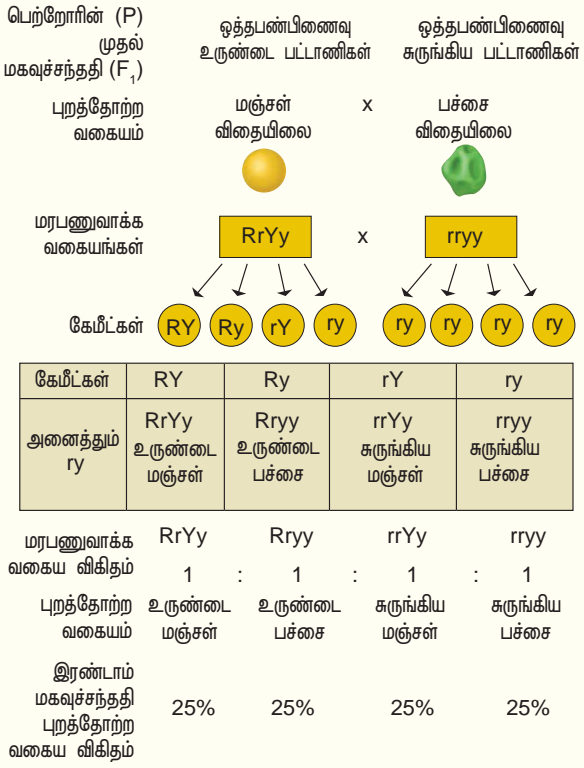 பெற்றோரின் (P)
முதல்
மகவுச்சந்ததி (F₁)
ஒத்தபண்பிணைவு
உருண்டை பட்டாணிகள்
ஒத்தபண்பிணைவு
சுருங்கிய பட்டாணிகள்
புறத்தோற்ற
வகையம்
மஞ்சள்
விதையிலை
x
பச்சை
விதையிலை
மரபணுவாக்க
வகையங்கள்
RrYy x rryy
கேமீட்கள் RY Ry rY ry ry ry ry ry
கேமீட்கள் RY Ry rY ry
அனைத்தும்
ry
RrYy
உருண்டை
மஞ்சள்
Rryy
உருண்டை
பச்சை
rrYy
சுருங்கிய
மஞ்சள்
rryy
சுருங்கிய
பச்சை
மரபணுவாக்க
வகைய விகிதம்
RrYy Rryy rrYy rryy
1 : 1 : 1 : 1
புறத்தோற்ற
வகையம்
உருண்டை
மஞ்சள்
உருண்டை
பச்சை
சுருங்கிய
மஞ்சள்
சுருங்கிய
பச்சை
இரண்டாம்
மகவுச்சந்ததி
புறத்தோற்ற
வகைய விகிதம்
25% 25% 25% 25%